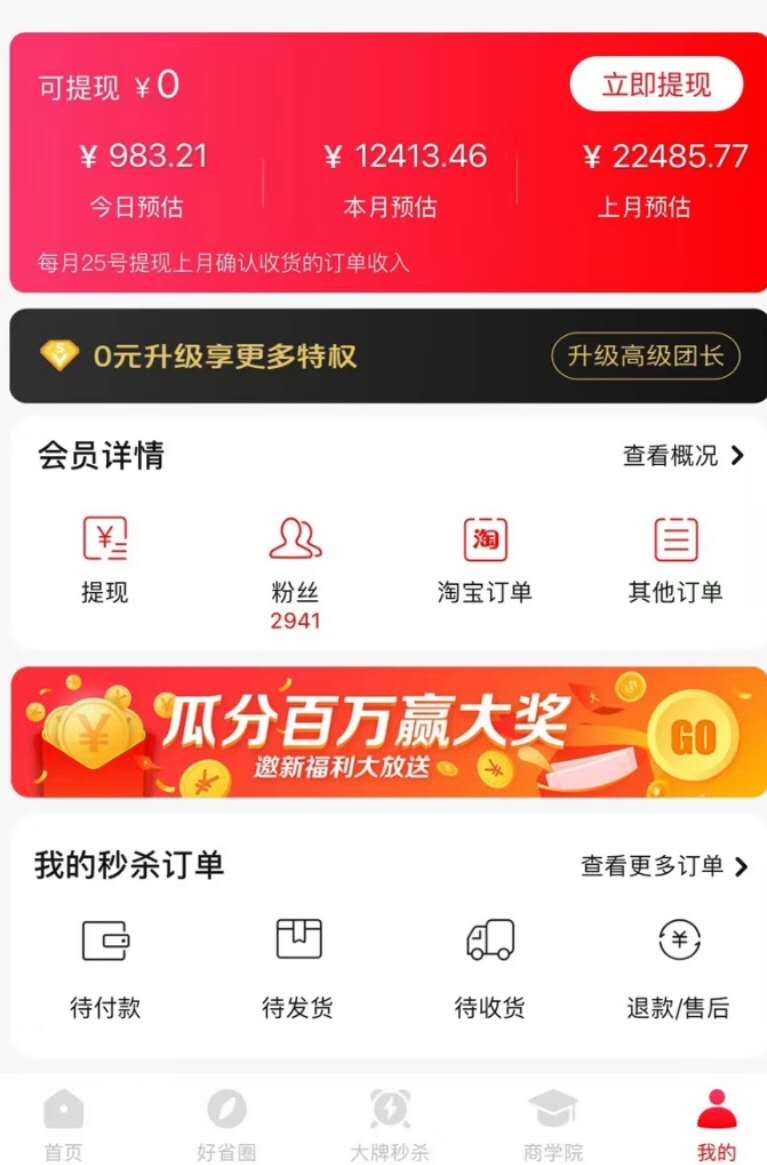 可提现 ¥0 立即提现
¥ 983.21 ¥ 12413.46 ¥ 22485.77
今日预估 本月预估 上月预估
每月25号提现上月确认收货的订单收入
0元升级享更多特权 升级高级团长
会员详情 查看概况
提现 粉丝 淘 淘宝订单 其他订单
2941
瓜分百万赢大奖 GO
邀新福利大放送
我的秒杀订单 查看更多订单
待付款 待发货 待收货 退款/售后
首页 好省圈 大牌秒杀 商学院 我的